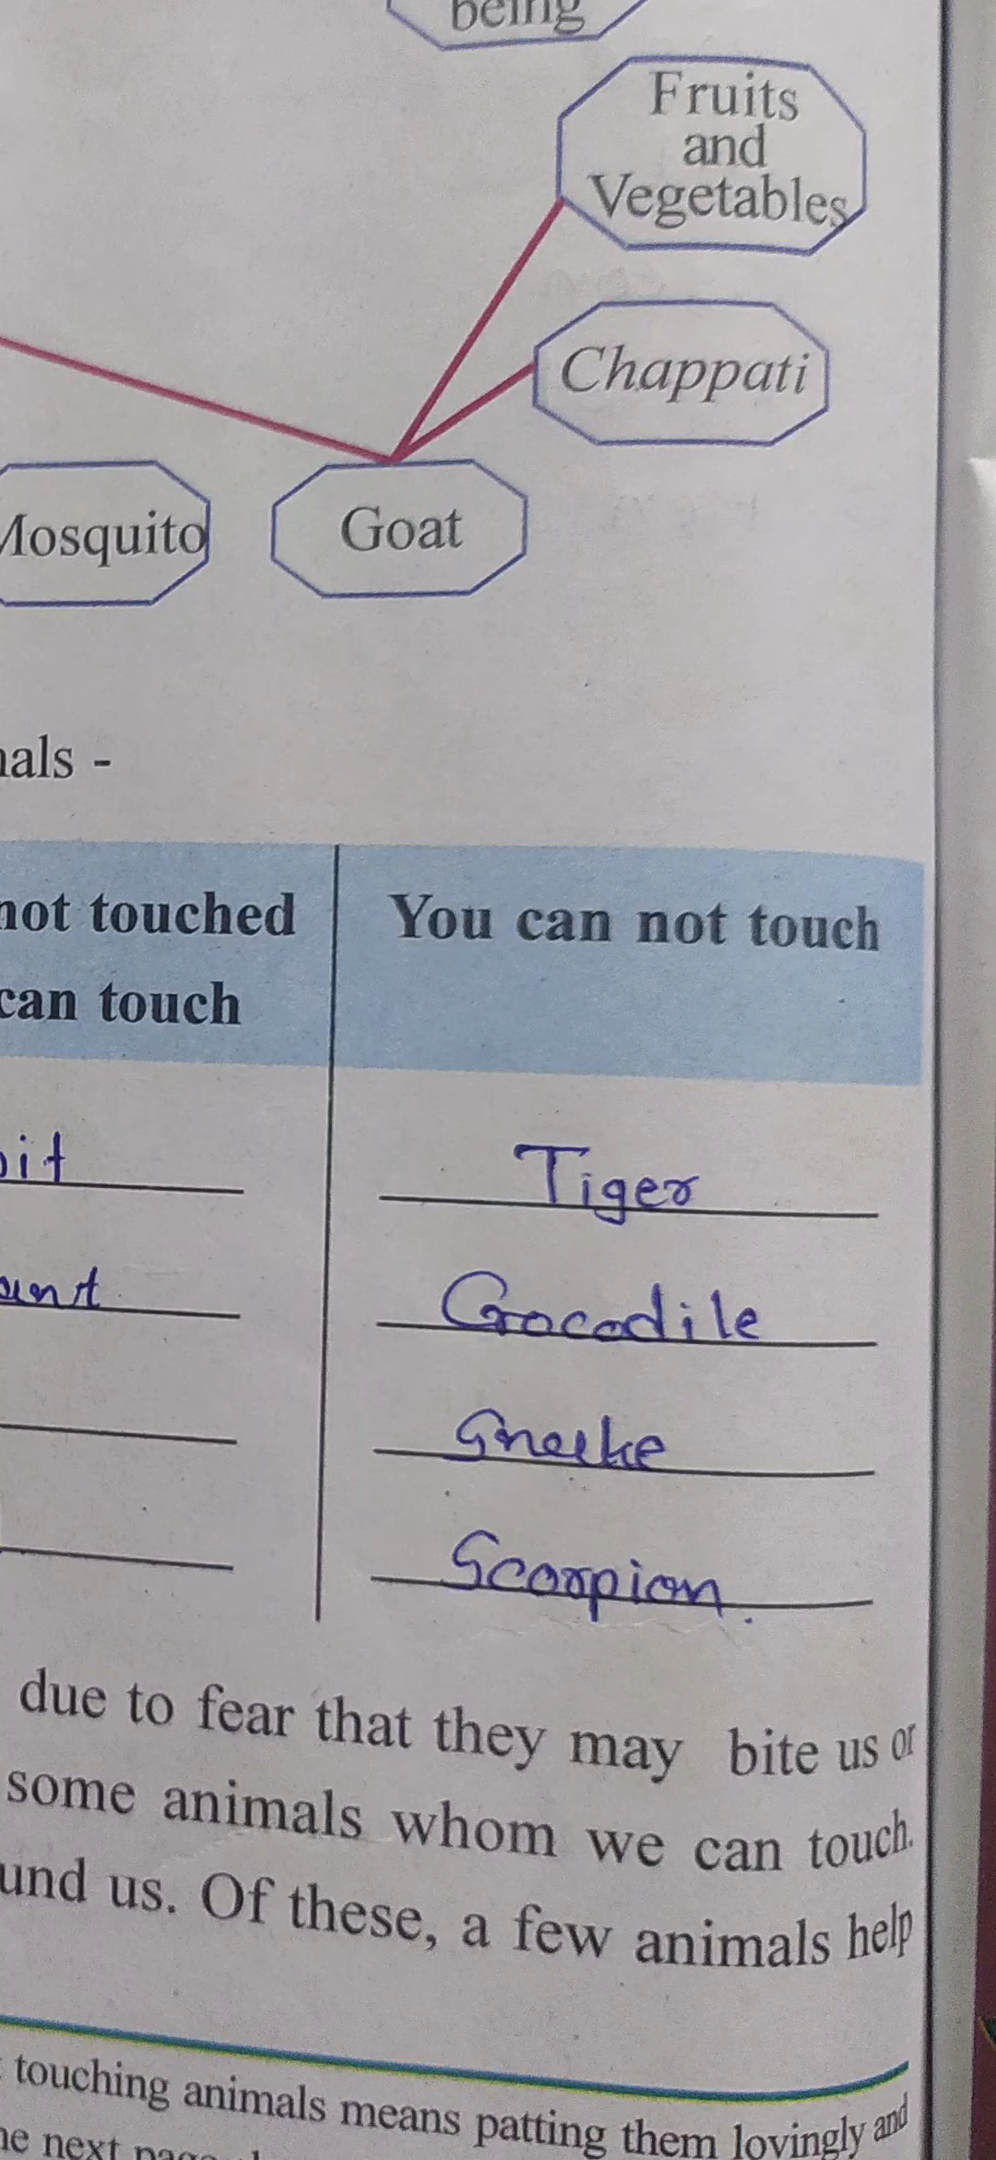 being
Fruits
and
Vegetables
Chappati
Mosquito
Goat
als -
not touched
can touch
You can not touch
bit
Tiger
Crocodile
Snake
Scorpion.
due to fear that they may bite us or
some animals whom we can touch.
und us. Of these, a few animals help
touching animals means patting them lovingly and
next